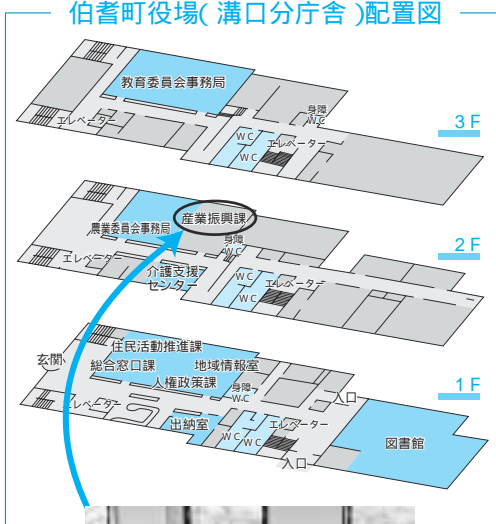 伯耆町役場(溝口分庁舎)配置図
教育委員会事務局
身障
WC
エレベーター
WC
エレベーター
WC
3F
産業振興課
農業委員会事務局
身障
WC
2F
エレベーター
介護支援
センター
WC
エレベーター
WC
住民活動推進課
玄関
総合窓口課
地域情報室
人権政策課
身障
WC
1F
入口
エレベーター
出納室
エレベーター
WC
WC
図書館
入口